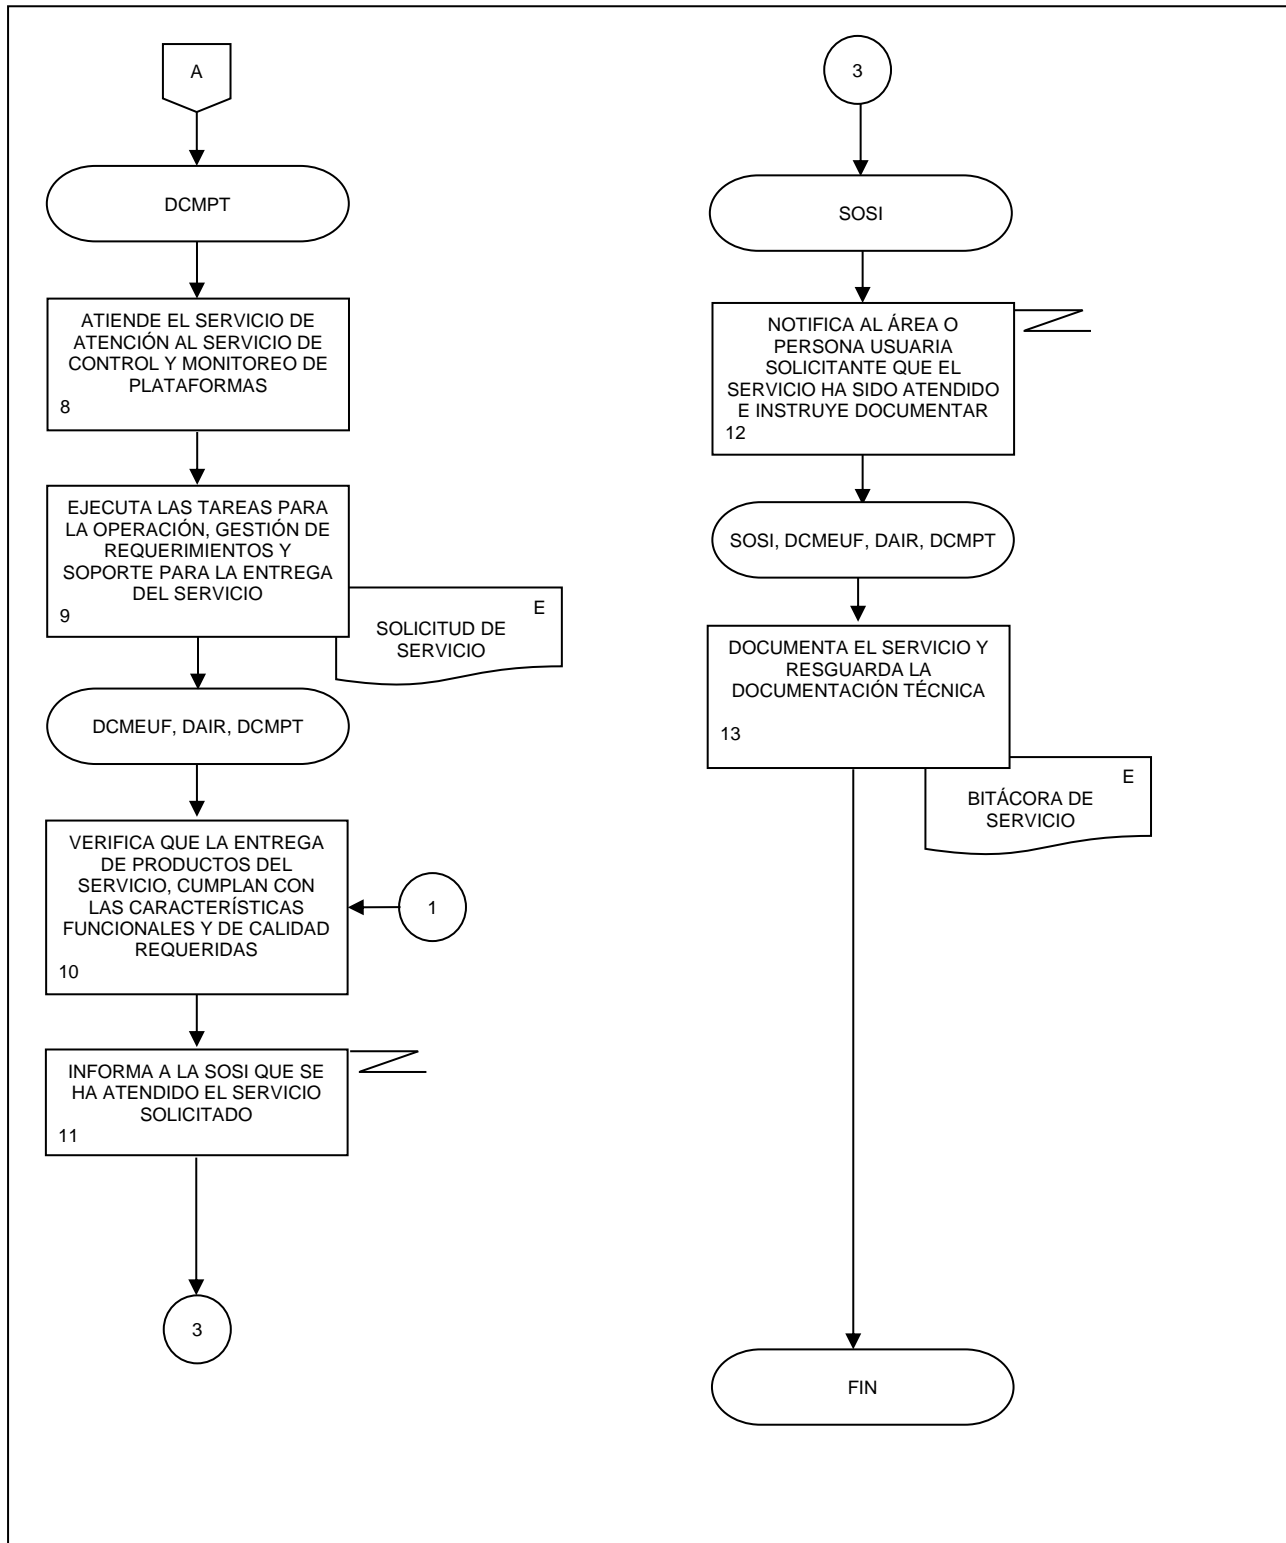 A
DCMPT
ATIENDE EL SERVICIO DE
ATENCIÓN AL SERVICIO DE
CONTROL Y MONITOREO DE
PLATAFORMAS
8
EJECUTA LAS TAREAS PARA
LA OPERACIÓN, GESTIÓN DE
REQUERIMIENTOS Y
SOPORTE PARA LA ENTREGA
DEL SERVICIO
9
E
SOLICITUD DE
SERVICIO
DCMEUF, DAIR, DCMPT
VERIFICA QUE LA ENTREGA
DE PRODUCTOS DEL
SERVICIO, CUMPLAN CON
LAS CARACTERÍSTICAS
FUNCIONALES Y DE CALIDAD
REQUERIDAS
10
1
INFORMA A LA SOSI QUE SE
HA ATENDIDO EL SERVICIO
SOLICITADO
11
3
3
SOSI
NOTIFICA AL ÁREA O
PERSONA USUARIA
SOLICITANTE QUE EL
SERVICIO HA SIDO ATENDIDO
E INSTRUYE DOCUMENTAR
12
SOSI, DCMEUF, DAIR, DCMPT
DOCUMENTA EL SERVICIO Y
RESGUARDA LA
DOCUMENTACIÓN TÉCNICA
13
E
BITÁCORA DE
SERVICIO
FIN